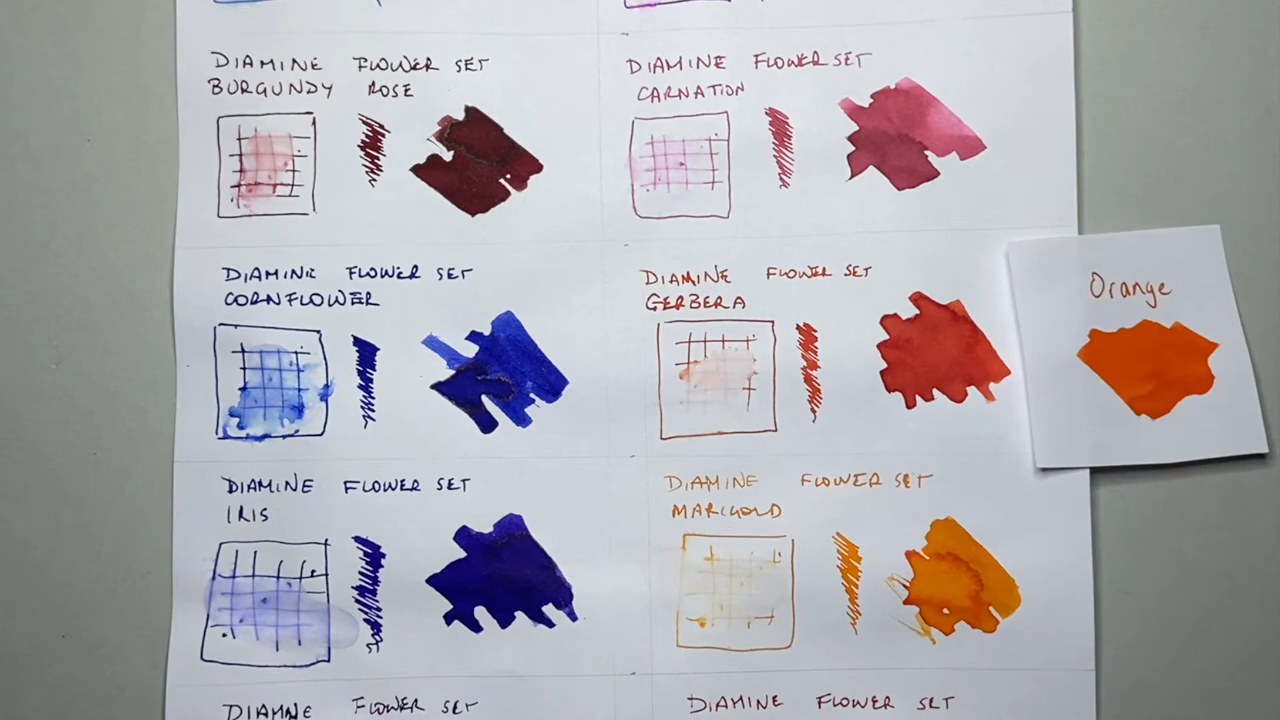 DIAMINE FLOWER SET
BURGUNDY ROSE
DIAMINE FLOWER SET
CARNATION
DIAMINE FLOWER SET
CORNFLOWER
DIAMINE FLOWER SET
GERBERA
Orange
DIAMINE FLOWER SET
IRIS
DIAMINE FLOWER SET
MARIGOLD
DIAMNE FLOWER SET
DIAMINE FLOWER SET